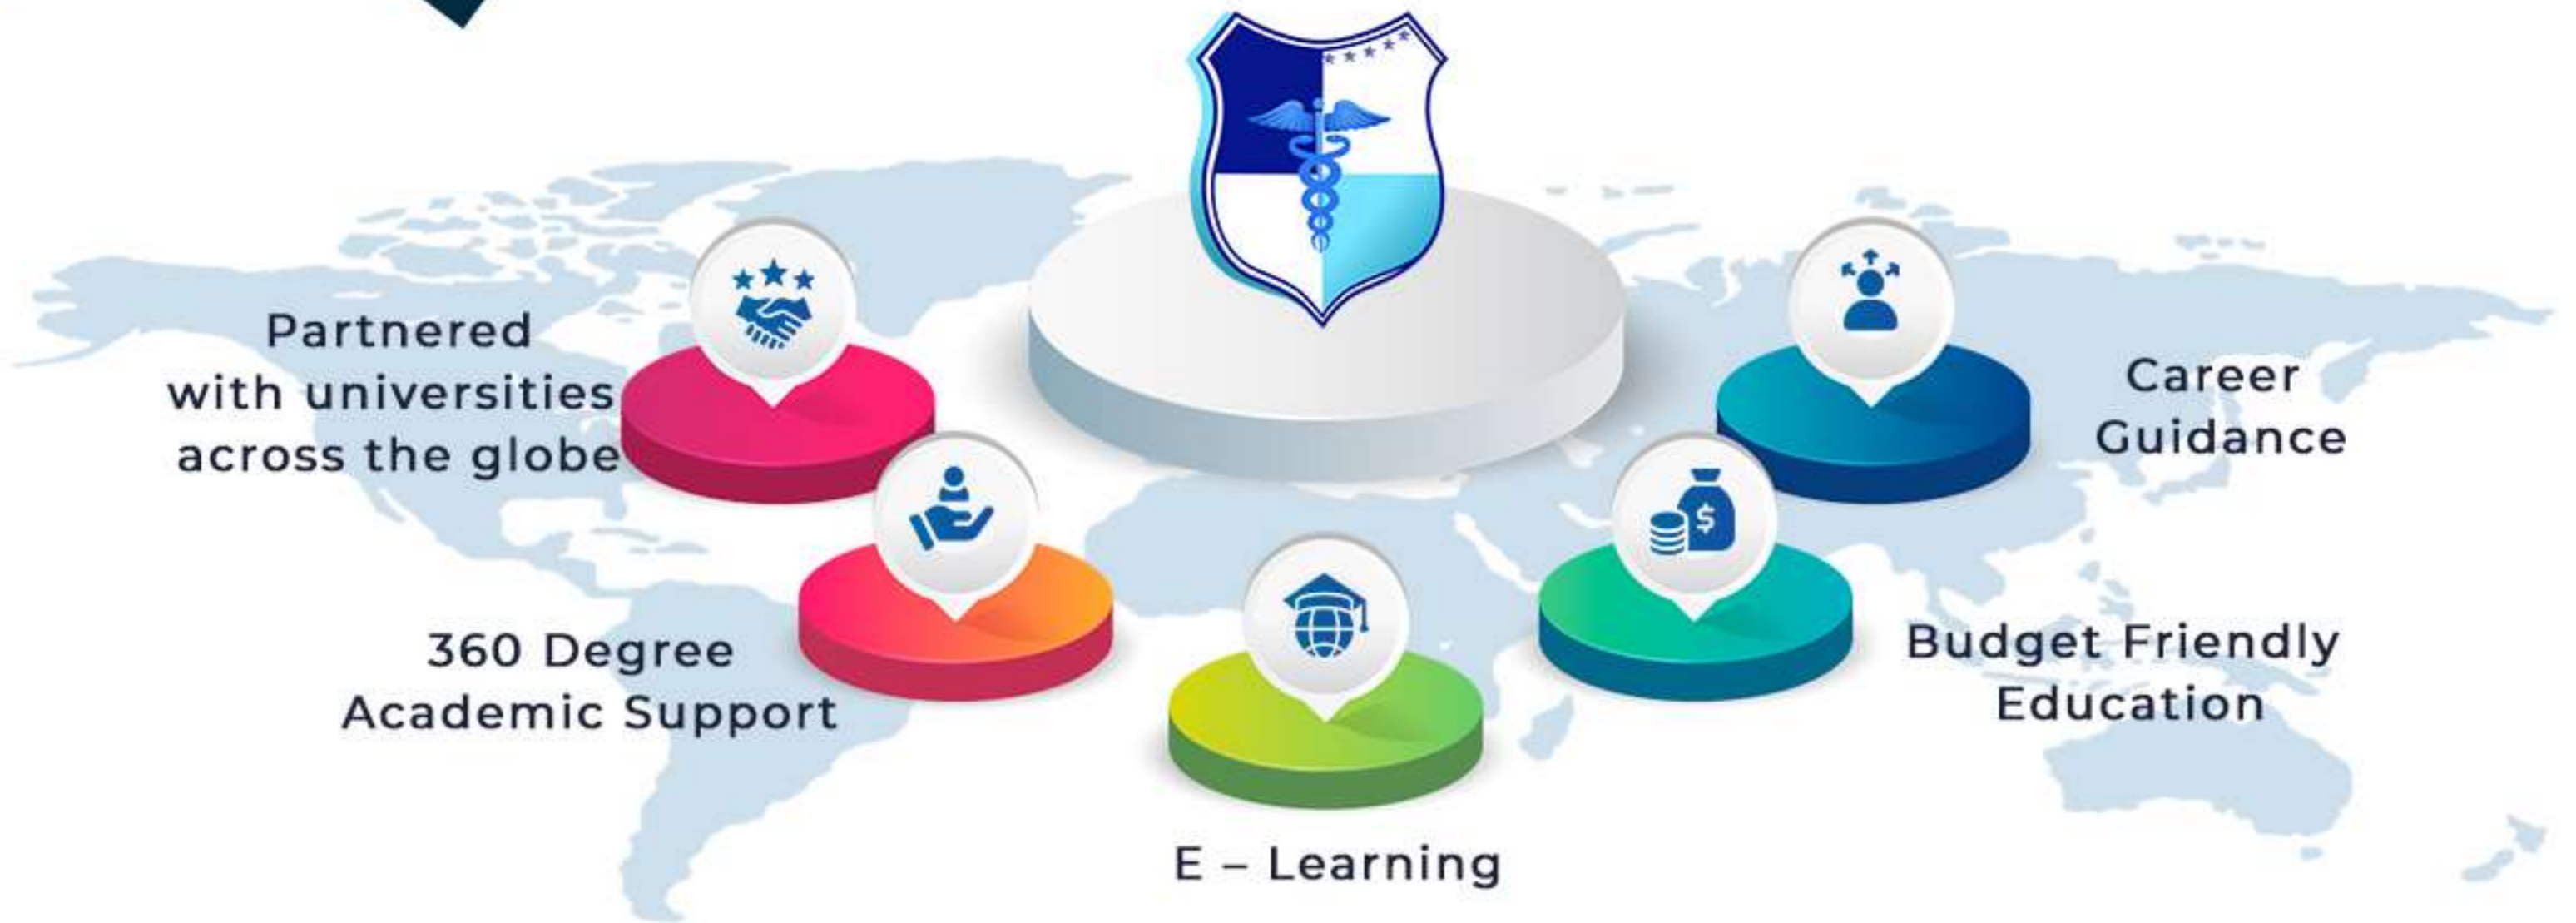 Partnered
with universities
across the globe
360 Degree
Academic Support
E – Learning
Budget Friendly
Education
Career
Guidance